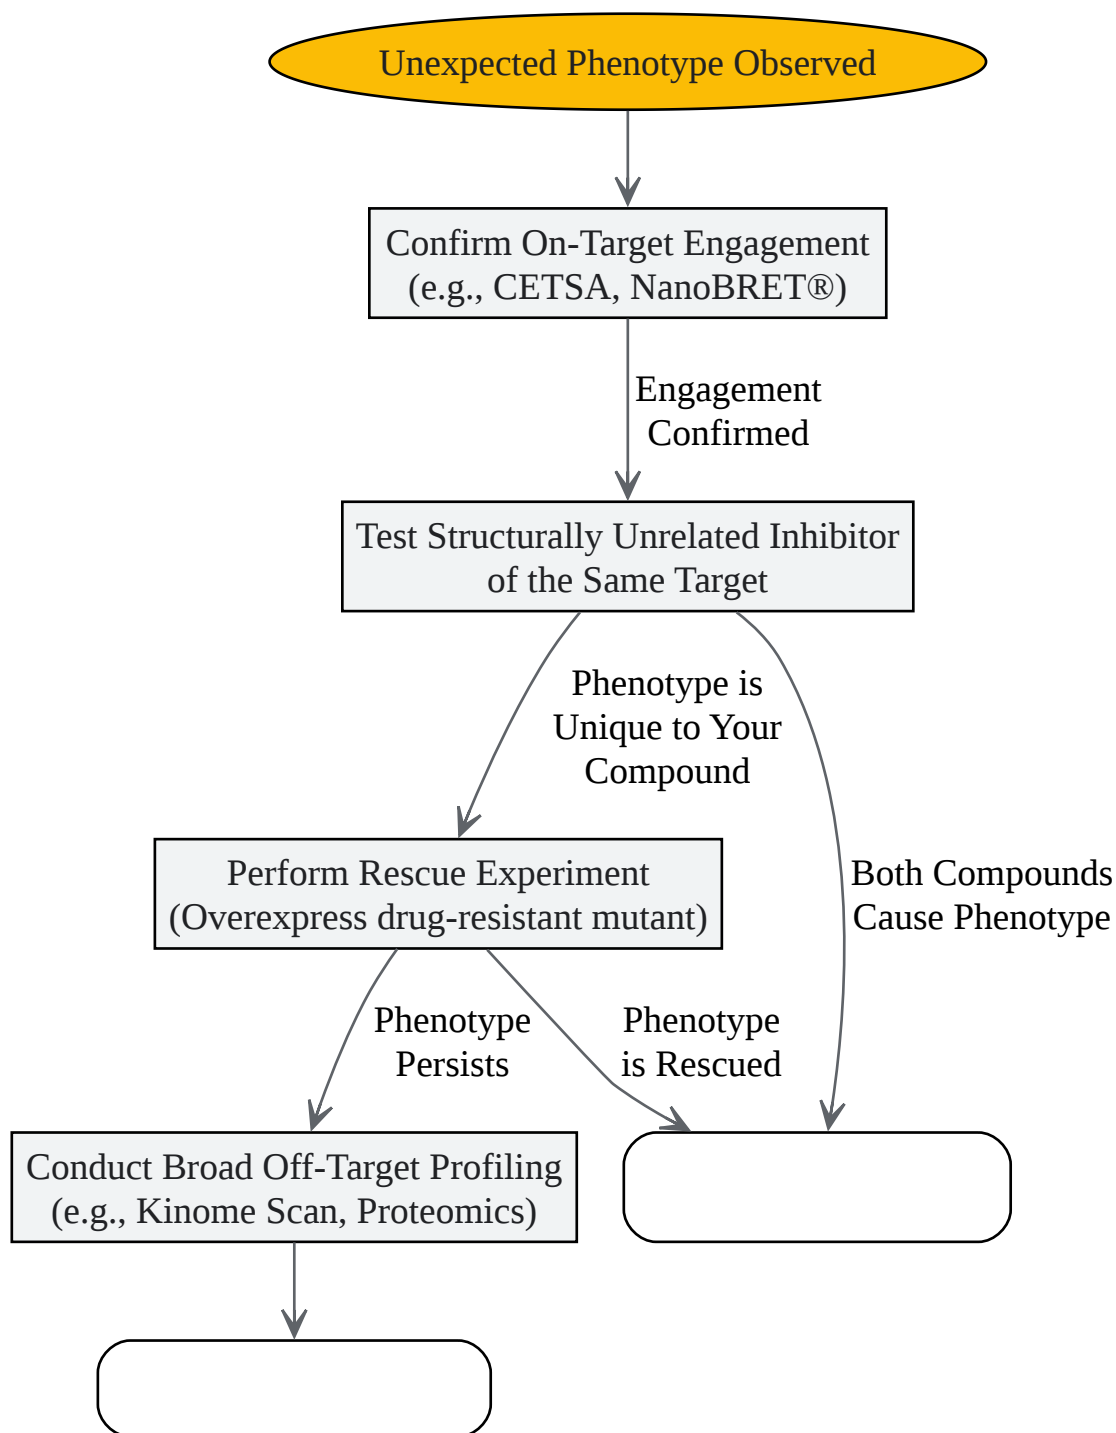 Unexpected Phenotype Observed
Confirm On-Target Engagement
(e.g., CETSA, NanoBRET®)
Engagement
Confirmed
Test Structurally Unrelated Inhibitor
of the Same Target
Phenotype is
Unique to Your
Compound
Both Compounds
Cause Phenotype
Perform Rescue Experiment
(Overexpress drug-resistant mutant)
Phenotype
Persists
Phenotype
is Rescued
Conduct Broad Off-Target Profiling
(e.g., Kinome Scan, Proteomics)